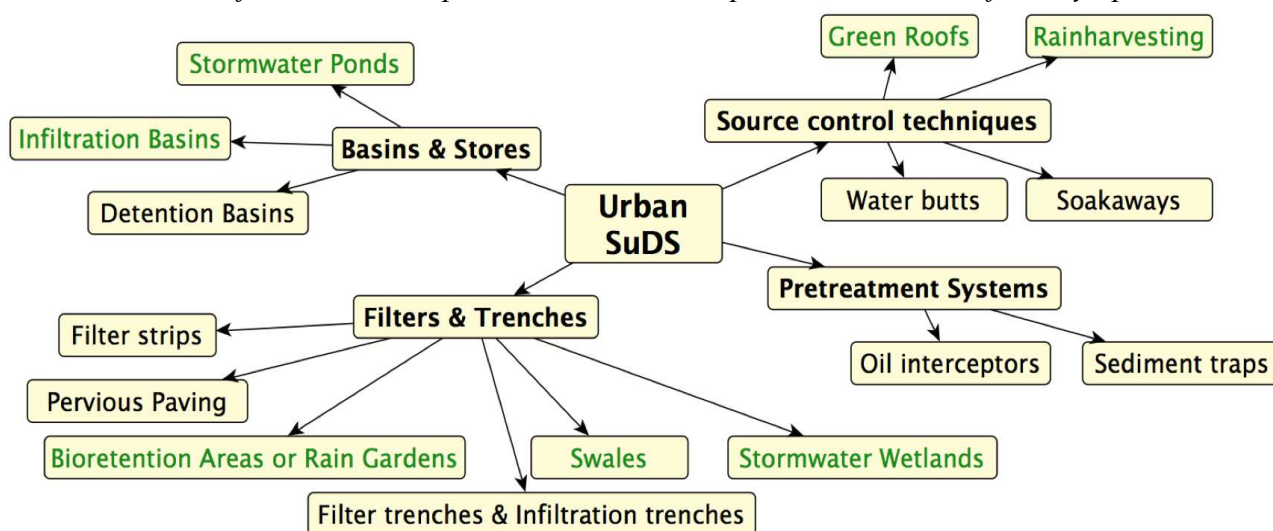 Green Roofs
Rainharvesting
Stormwater Ponds
Source control techniques
Infiltration Basins
Basins & Stores
Water butts
Soakaways
Detention Basins
Urban
SuDS
Pretreatment Systems
Filters & Trenches
Filter strips
Oil interceptors
Sediment traps
Pervious Paving
Bioretention Areas or Rain Gardens
Swales
Stormwater Wetlands
Filter trenches & Infiltration trenches